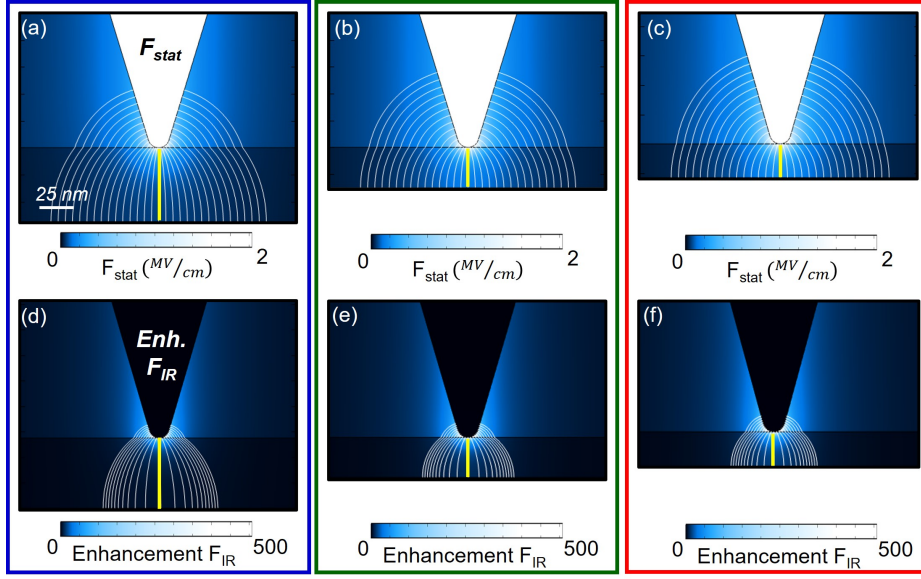 (a)
F_stat
25 nm
0
2
F_stat (MV/cm)
(b)
0
2
F_stat (MV/cm)
(c)
0
2
F_stat (MV/cm)
(d)
Enh.
F_IR
0
500
Enhancement F_IR
(e)
0
500
Enhancement F_IR
(f)
0
500
Enhancement F_IR